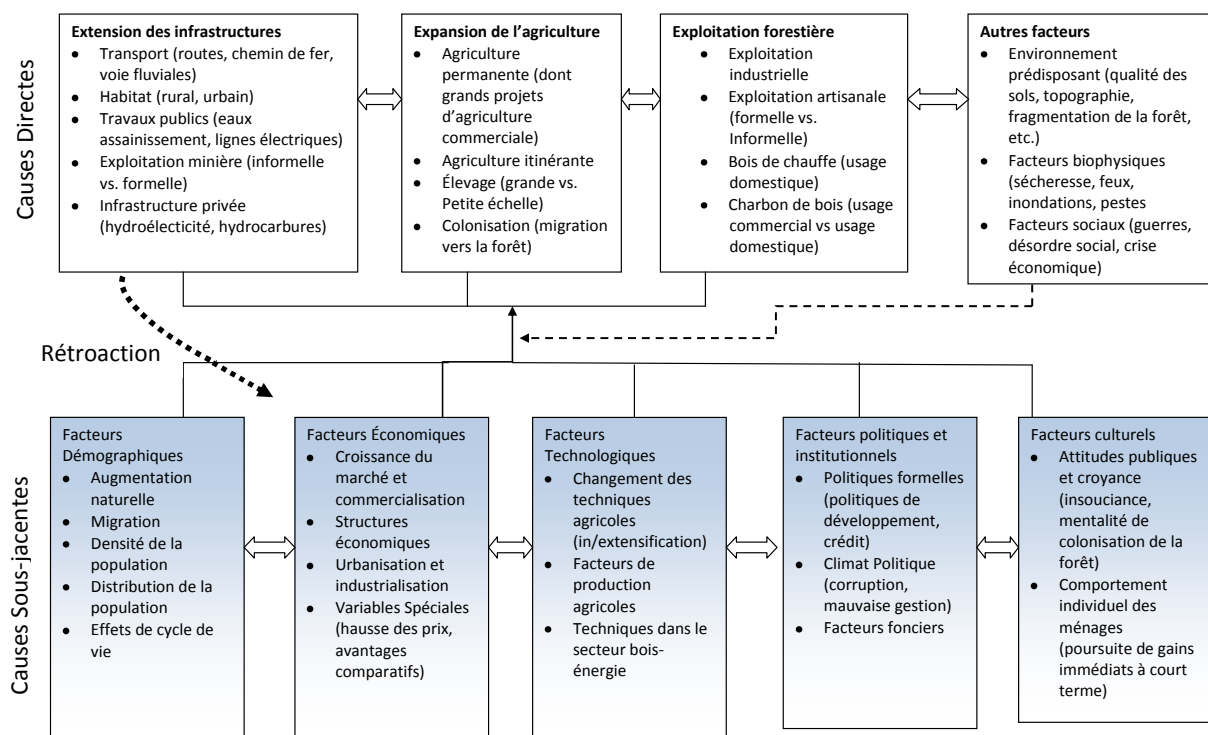 Causes Directes
Extension des infrastructures
● Transport (routes, chemin de fer,
voie fluviales)
● Habitat (rural, urbain)
● Travaux publics (eaux
assainissement, lignes électriques)
● Exploitation minière (informelle
vs. formelle)
● Infrastructure privée
(hydroélecticité, hydrocarbures)
Expansion de l'agriculture
● Agriculture
permanente (dont
grands projets
d'agriculture
commerciale)
● Agriculture itinérante
● Élevage (grande vs.
Petite échelle)
● Colonisation (migration
vers la forêt)
Exploitation forestière
● Exploitation
industrielle
● Exploitation artisanale
(formelle vs.
Informelle)
● Bois de chauffe (usage
domestique)
● Charbon de bois (usage
commercial vs usage
domestique)
Autres facteurs
● Environnement
prédisposant (qualité des
sols, topographie,
fragmentation de la forêt,
etc.)
● Facteurs biophysiques
(sécheresse, feux,
inondations, pestes
● Facteurs sociaux (guerres,
désordre social, crise
économique)
Rétroaction
Causes Sous-jacentes
Facteurs
Démographiques
● Augmentation
naturelle
● Migration
● Densité de la
population
● Distribution de la
population
● Effets de cycle de
vie
Facteurs Économiques
● Croissance du
marché et
commercialisation
● Structures
économiques
● Urbanisation et
industrialisation
● Variables Spéciales
(hausse des prix,
avantages
comparatifs)
Facteurs
Technologiques
● Changement des
techniques
agricoles
(in/extensification)
● Facteurs de
production
agricoles
● Techniques dans le
secteur bois-
énergie
Facteurs politiques et
institutionnels
● Politiques formelles
(politiques de
développement,
crédit)
● Climat Politique
(corruption,
mauvaise gestion)
● Facteurs fonciers
Facteurs culturels
● Attitudes publiques
et croyance
(insouciance,
mentalité de
colonisation de la
forêt)
● Comportement
individuel des
ménages
(poursuite de gains
immédiats à court
terme)